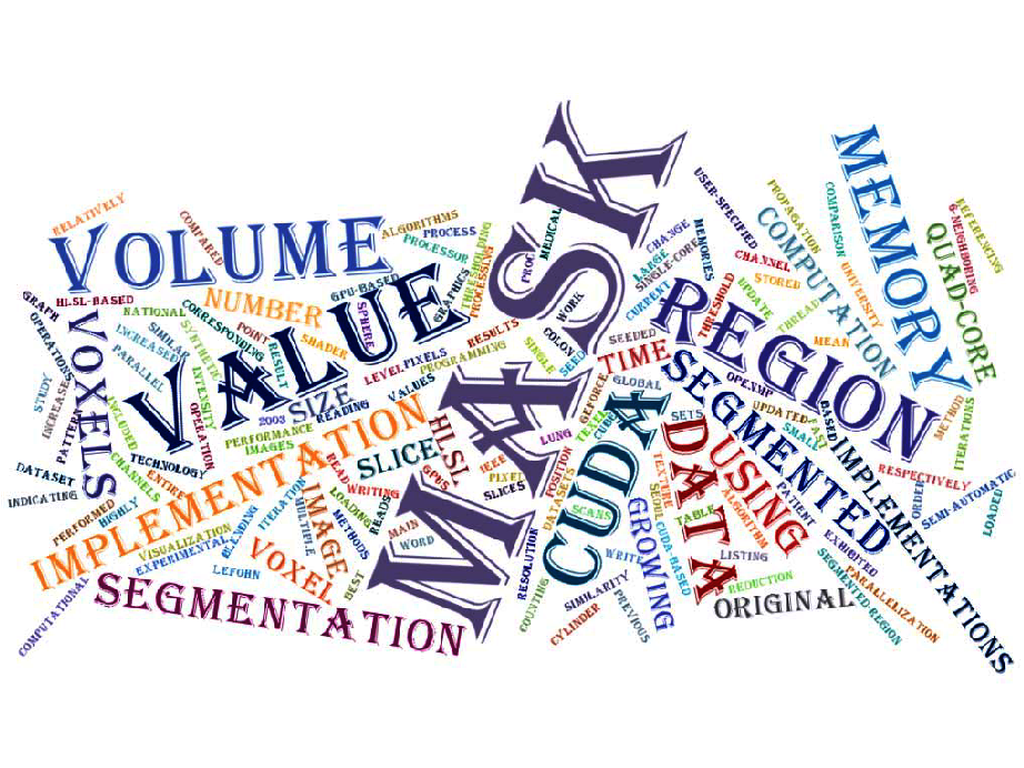 RELATIVELY
COMPARED
VOLUME
ALGORITHMS
PROCESS
PROCESSOR
THRESHOLDING
PROCESSING
GRAPHICS
GPU-BASED
HLSL-BASED
GRAPH
OPERATIONS
NATIONAL
NUMBER
CORRESPONDING
POINT
RESULT
SHADER
SPHERE
VALUE
SYNTHETIC
INTENSITY
SIMILAR
INCREASED
PARALLEL
VOXELS
STUDY
INCREASES
PATTERN
INCLUDED
OPERATION
TECHNOLOGY
2003
SIZE
READING
VALUES
LEVEL
PIXELS
PROGRAMMING
RESULTS
PERFORMANCE
IMAGES
DATASET
INDICATING
CHANNELS
ENTIRE
HIGHLY
PERFORMED
IMPLEMENTATION
READ
WRITING
SLICE
HLSL
GPUS
IEEE
PIXEL
SLICES
VISUALIZATION
EXPERIMENTAL
BLENDING
ITERATION
MULTIPLE
IMAGE
LOADING
METHODS
READS
MAIN
WORD
LEFOHN
VOXEL
BEST
COMPUTATIONAL
SEGMENTATION
MASK
MEDICAL
WORK
COLON
SINGLE
SEED
LUNG
LARGE
CHANGE
SINGLE-CORE
CURRENT
MEMORIES
USER-SPECIFIED
CHANNEL
THRESHOLD
UPDATE
STORED
THREAD
PROPAGATION
COMPARISON
COMPUTATION
UNIVERSITY
MEMORY
LEVERAGING
6-NEIGHBORING
QUAD-CORE
MEAN
REGION
SEEDED
TIME
GEFORCE
GLOBAL
TEXEL
CUBE
SEGMENTED
OPENMP
UPDATED
BASED
FAST
SMALL
METHOD
ITERATIONS
RESPECTIVELY
SEMI-AUTOMATIC
LOADED
ORDER
IMPLEMENTATIONS
CUDA
SETS
DATA
DUSING
ALGORITHM
PATIENT
TEXTURE
SECOND
CUDA-BASED
TABLE
LISTING
REDUCTION
ORIGINAL
EXHIBITED
PARALLELIZATION
SEGMENTED REGION
POSITION
DATASETS
SCANS
WRITE
GROWING
RESOLUTION
COUNTING
SIMILARITY
PREVIOUS
CYLINDER